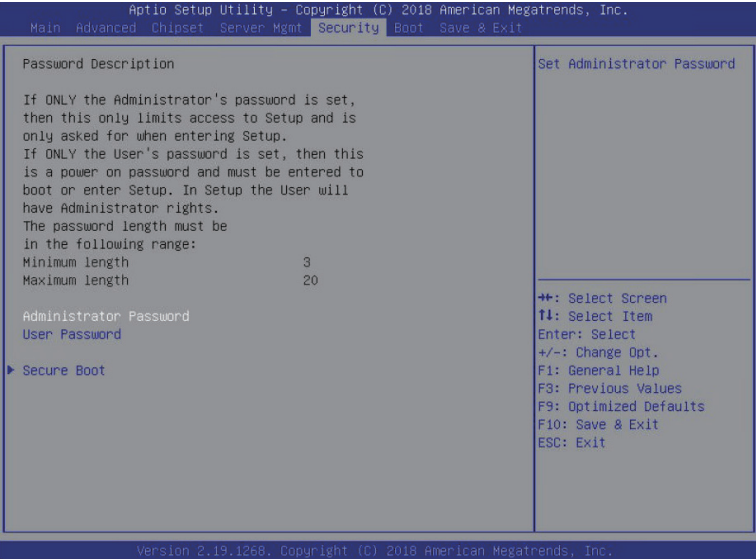 Aptio Setup Utility – Copyright (C) 2018 American Megatrends, Inc.
Main Advanced Chipset Server Mgmt Security Boot Save & Exit
Password Description
If ONLY the Administrator's password is set,
then this only limits access to Setup and is
only asked for when entering Setup.
If ONLY the User's password is set, then this
is a power on password and must be entered to
boot or enter Setup. In Setup the User will
have Administrator rights.
The password length must be
in the following range:
Minimum length 3
Maximum length 20
Administrator Password
User Password
Secure Boot
Set Administrator Password
→←: Select Screen
↑↓: Select Item
Enter: Select
+/-: Change Opt.
F1: General Help
F3: Previous Values
F9: Optimized Defaults
F10: Save & Exit
ESC: Exit
Version 2.19.1268. Copyright (C) 2018 American Megatrends, Inc.